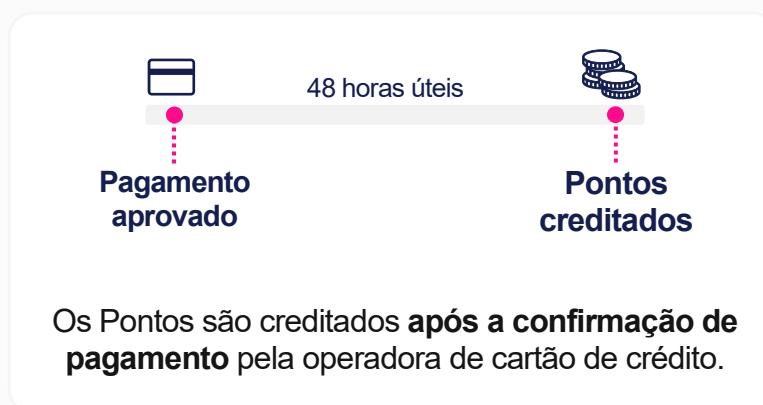 48 horas úteis
Pagamento
aprovado
Pontos
creditados
Os Pontos são creditados após a confirmação de
pagamento pela operadora de cartão de crédito.